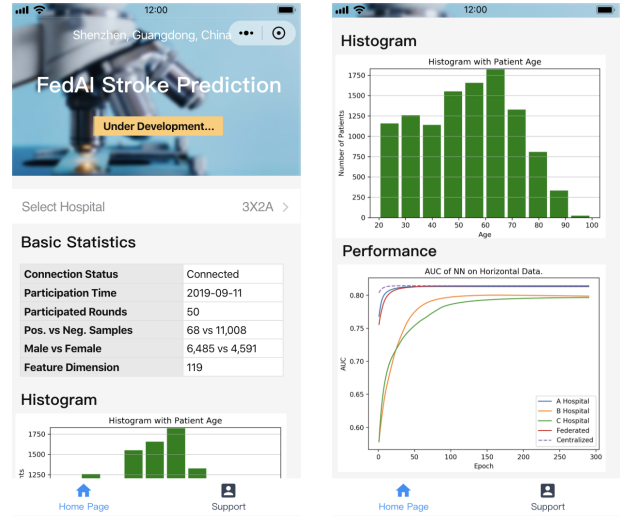 12:00
Shenzhen, Guangdong, China
FedAI Stroke Prediction
Under Development...
Select Hospital 3X2A >
Basic Statistics
Connection Status Connected
Participation Time 2019-09-11
Participated Rounds 50
Pos. vs Neg. Samples 68 vs 11,008
Male vs Female 6,485 vs 4,591
Feature Dimension 119
Histogram
Histogram with Patient Age
1750
1500
1250
Home Page Support
12:00
Histogram
Histogram with Patient Age
1750
1500
1250
1000
750
500
250
0
Number of Patients
20 30 40 50 60 70 80 90 100
Age
Performance
AUC of NN on Horizontal Data.
0.80
0.75
0.70
0.65
0.60
AUC
A Hospital
B Hospital
C Hospital
Federated
Centralized
0 50 100 150 200 250 300
Epoch
Home Page Support